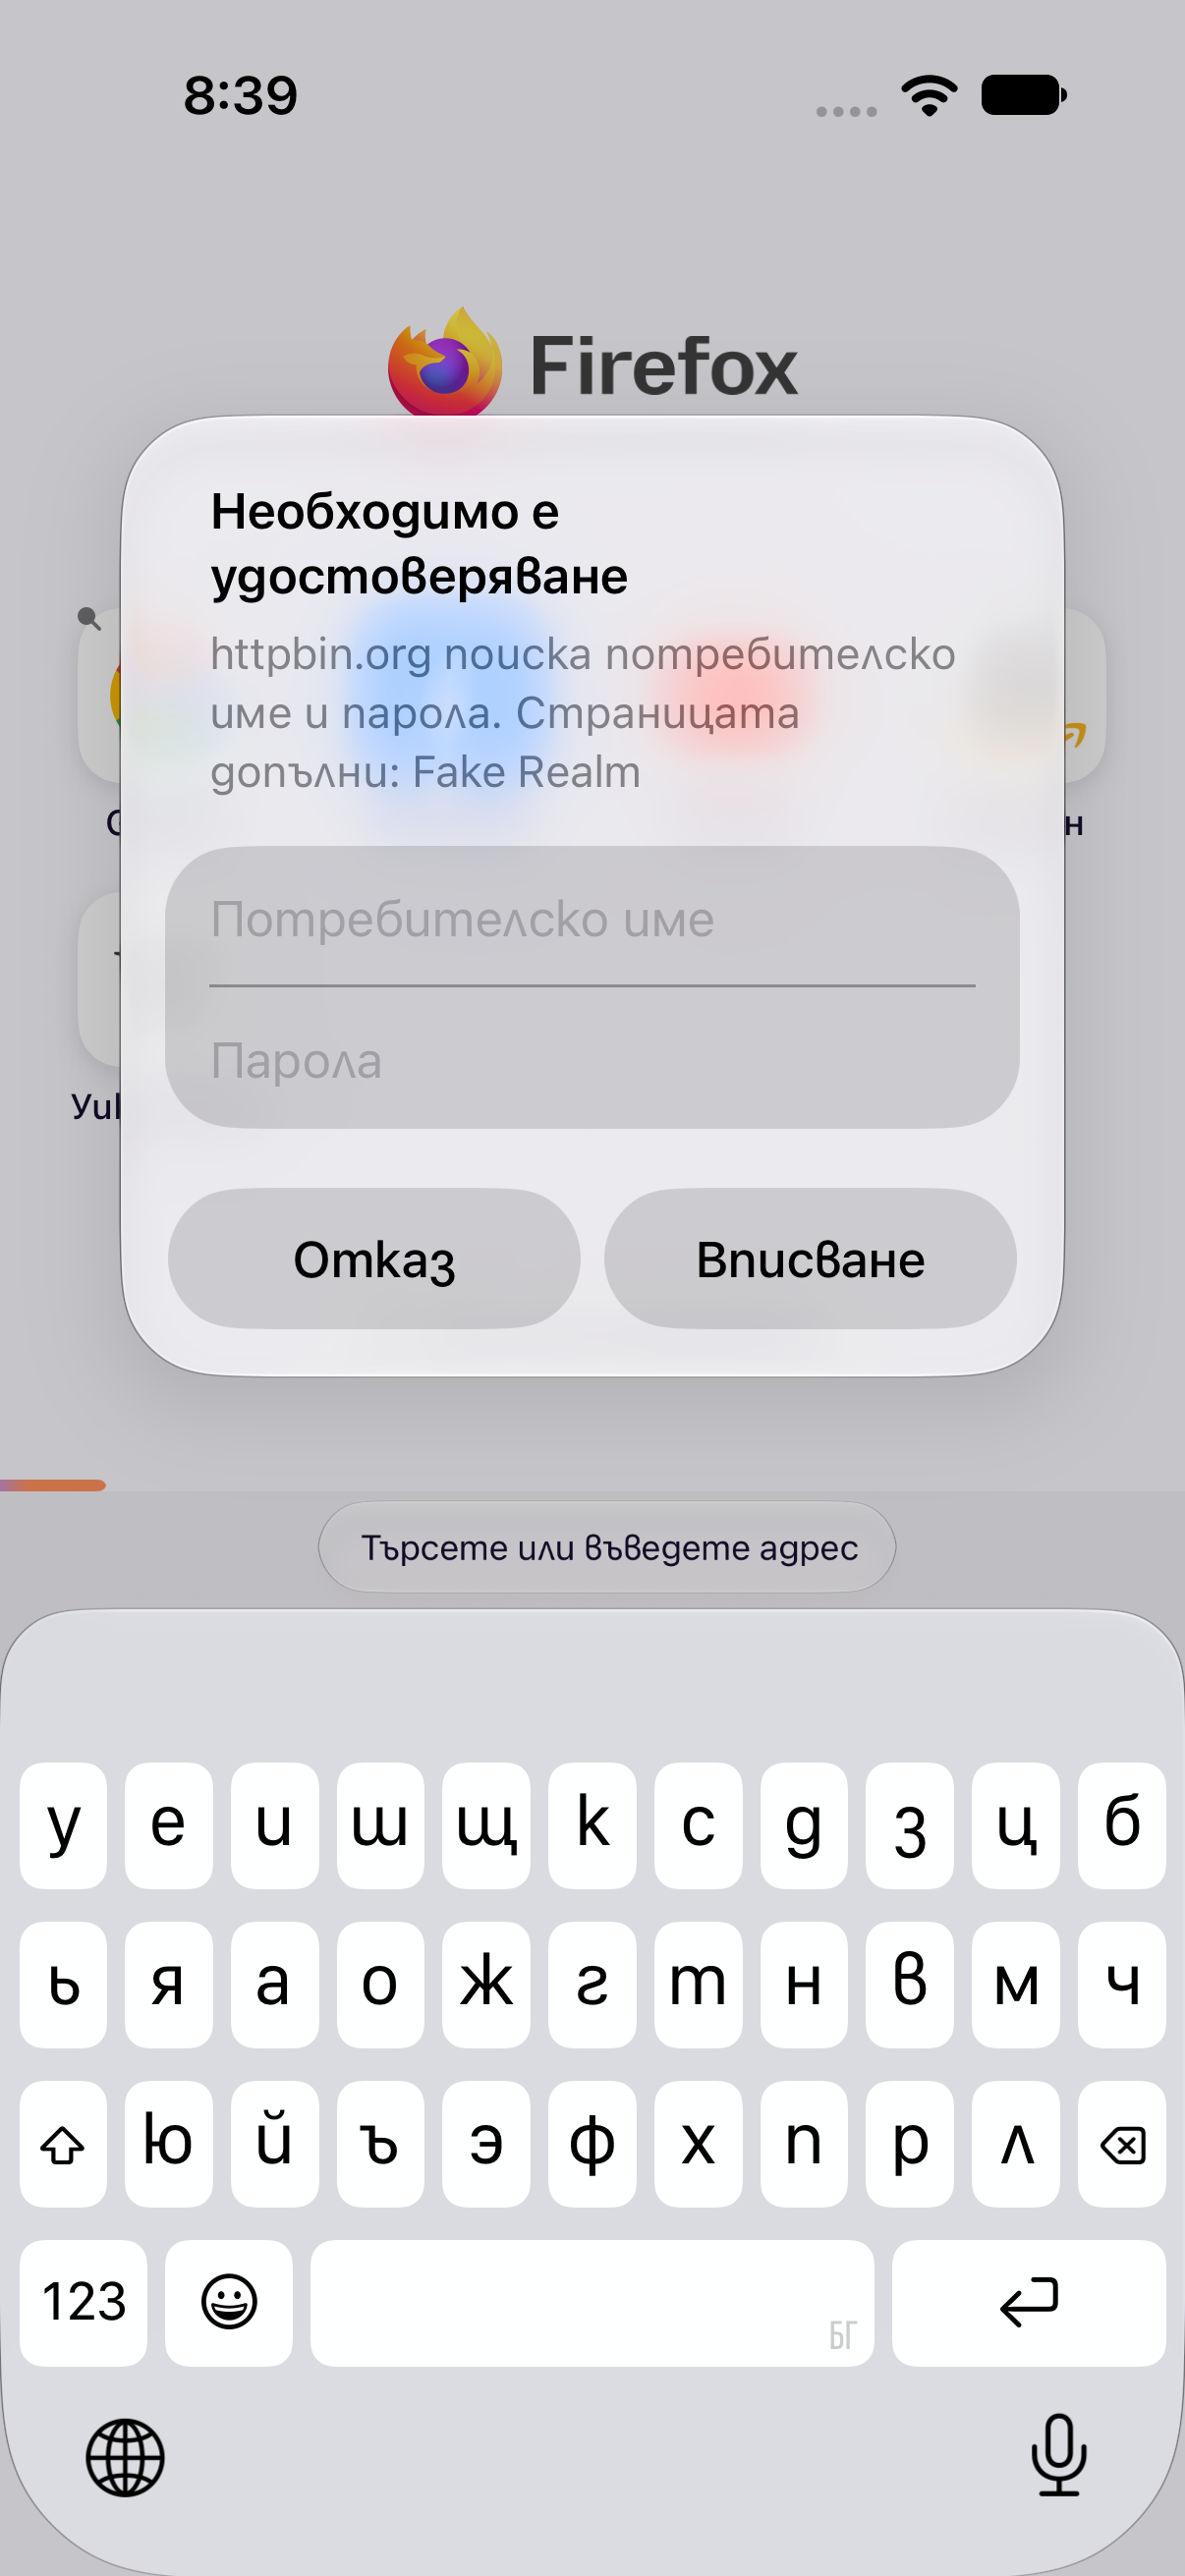 8:39
Firefox
Необходимо е
удостоверяване
httpbin.org поиска потребителско
име и парола. Страницата
допълни: Fake Realm
Потребителско име
Парола
Отказ
Вписване
Търсете или въведете адрес
у е и ш щ к с д з ц б
ь я а о ж г т н в м ч
ю й ъ э ф х п р л
123
БГ